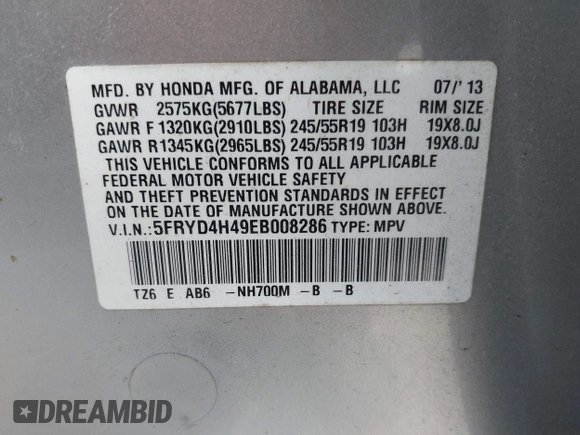 MFD. BY HONDA MFG. OF ALABAMA, LLC 07/'13
GVWR 2575KG(5677LBS) TIRE SIZE RIM SIZE
GAWR F 1320KG(2910LBS) 245/55R19 103H 19X8.0J
GAWR R 1345KG(2965LBS) 245/55R19 103H 19X8.0J
THIS VEHICLE CONFORMS TO ALL APPLICABLE
FEDERAL MOTOR VEHICLE SAFETY
AND THEFT PREVENTION STANDARDS IN EFFECT
ON THE DATE OF MANUFACTURE SHOWN ABOVE.
V.I.N.:5FRYD4H49EB008286 TYPE: MPV
TZ6 E AB6 -NH700M -B -B
DREAMBID